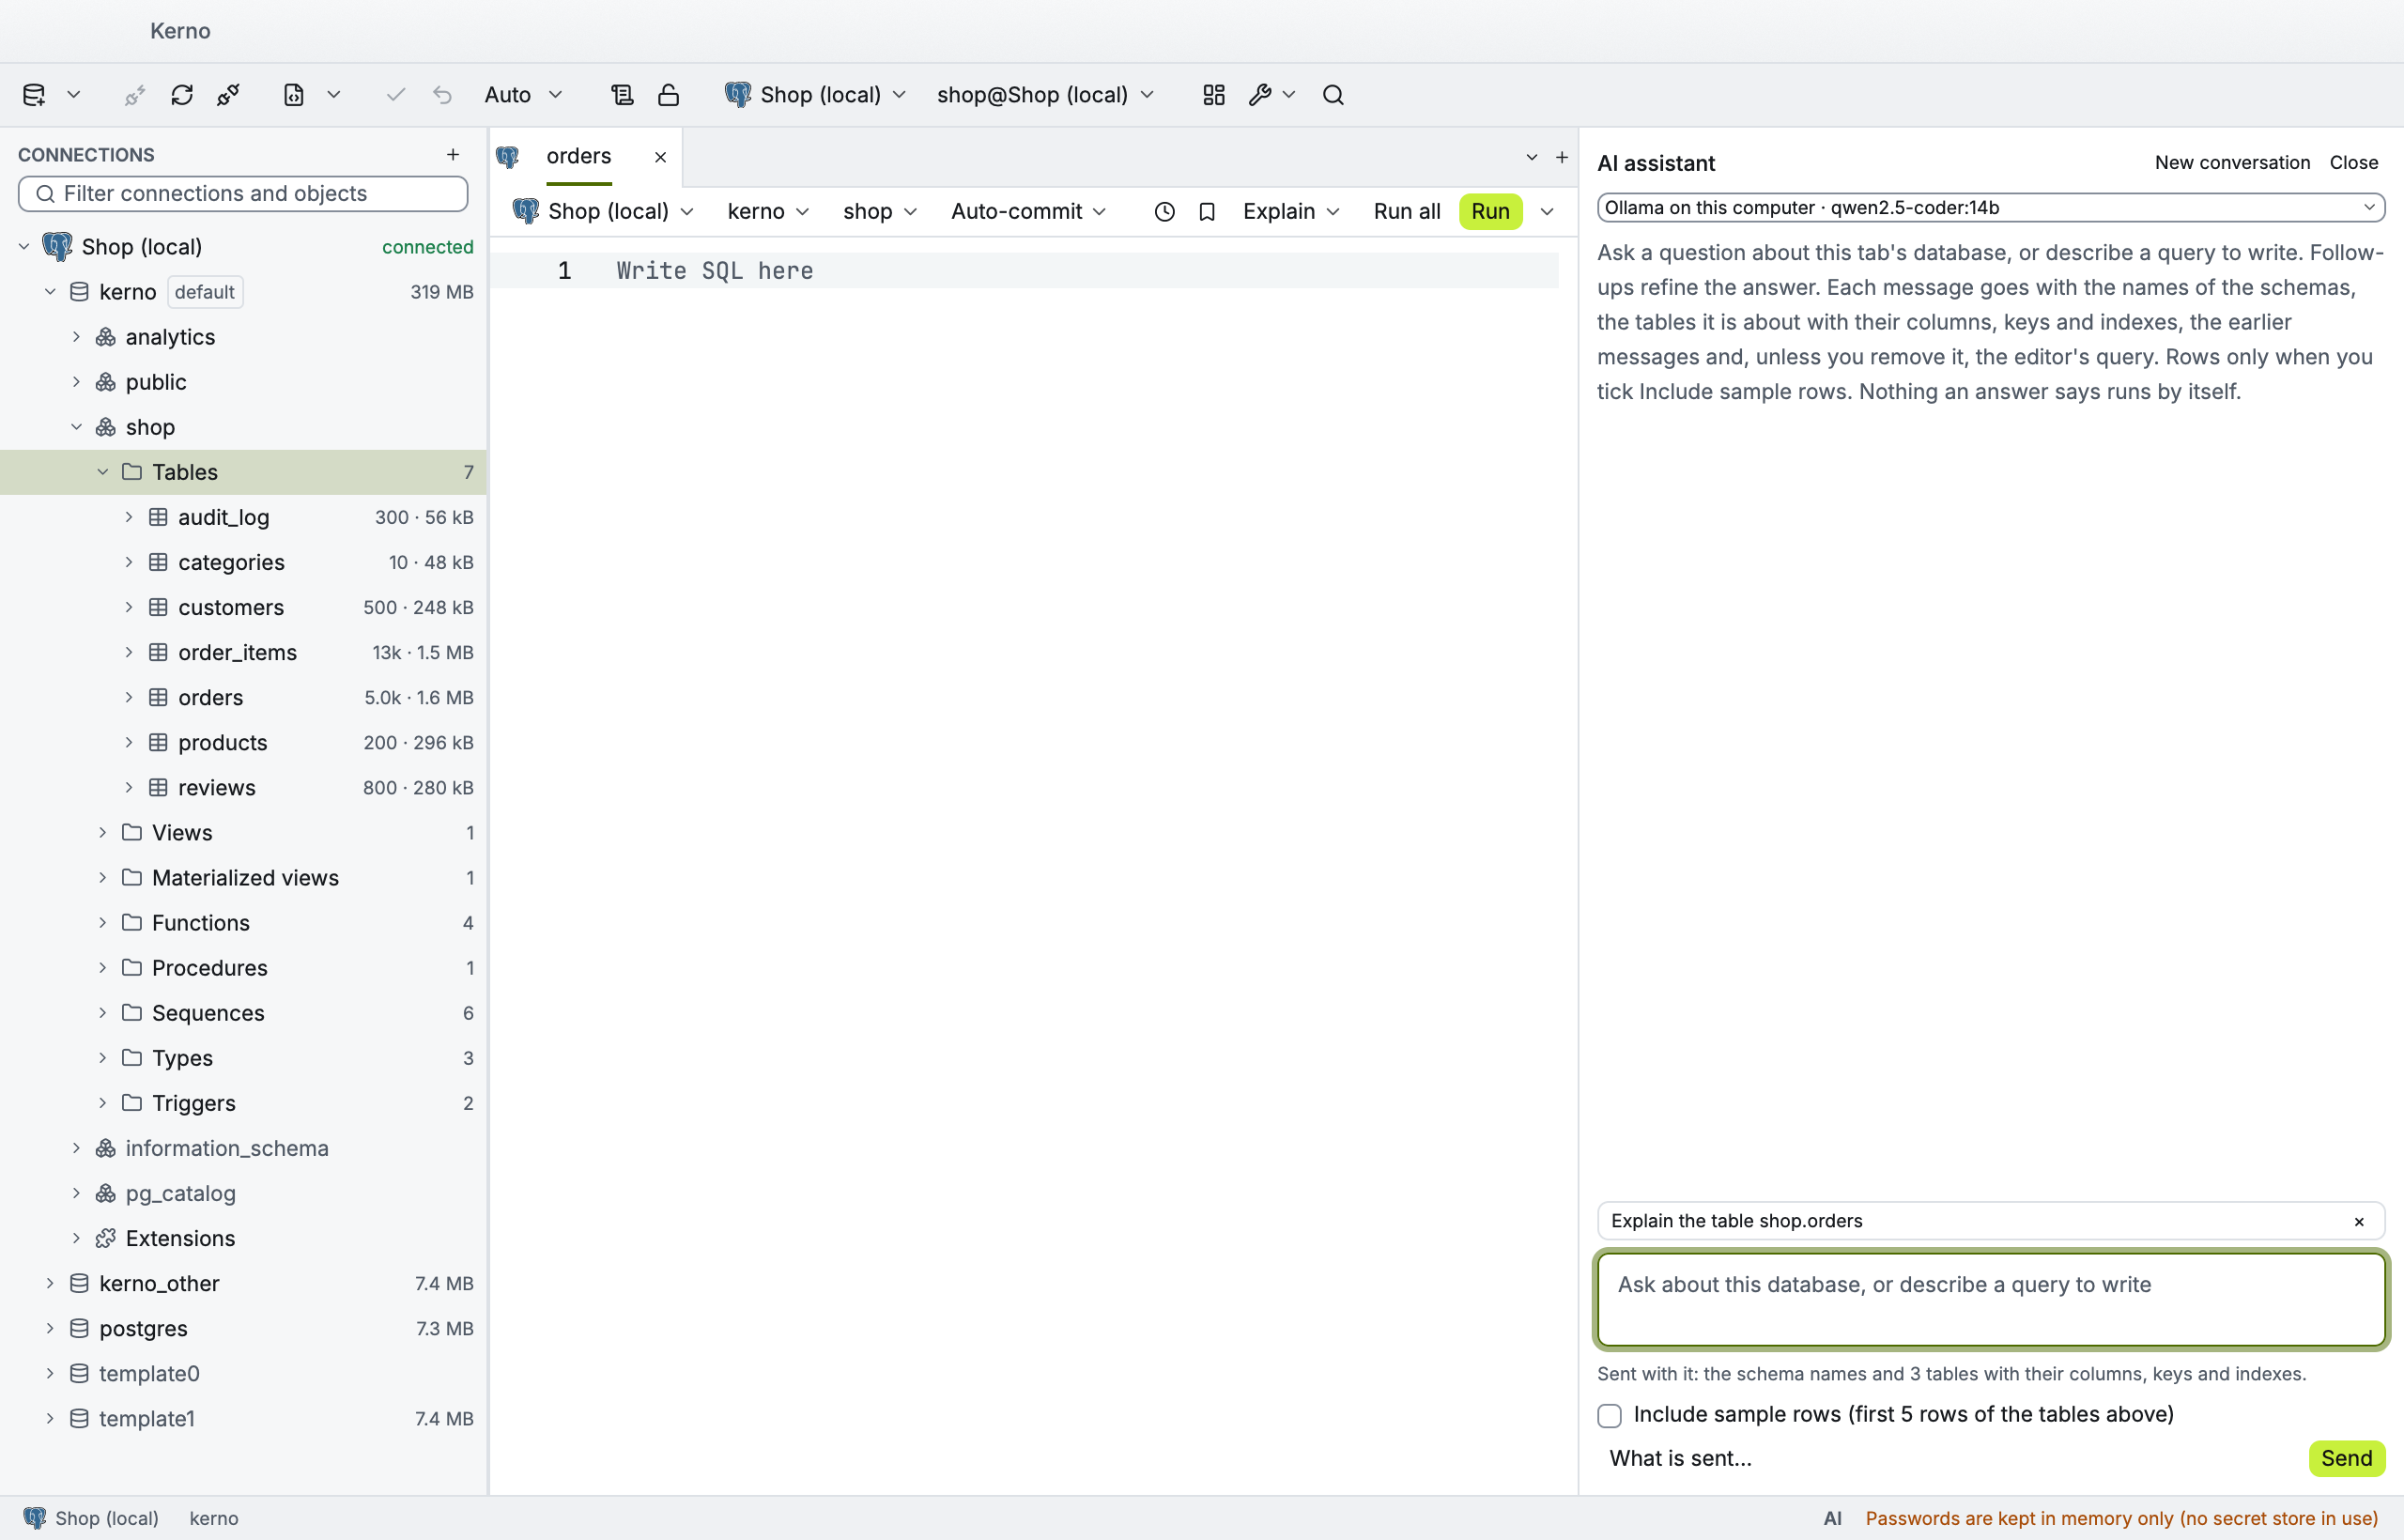 Kerno
Auto
Shop (local)
shop@Shop (local)
CONNECTIONS
Filter connections and objects
Shop (local) connected
kerno default 319 MB
analytics
public
shop
Tables 7
audit_log 300 · 56 kB
categories 10 · 48 kB
customers 500 · 248 kB
order_items 13k · 1.5 MB
orders 5.0k · 1.6 MB
products 200 · 296 kB
reviews 800 · 280 kB
Views 1
Materialized views 1
Functions 4
Procedures 1
Sequences 6
Types 3
Triggers 2
information_schema
pg_catalog
Extensions
kerno_other 7.4 MB
postgres 7.3 MB
template0
template1 7.4 MB
orders
Shop (local) kerno shop Auto-commit Explain Run all Run
1 Write SQL here
AI assistant New conversation Close
Ollama on this computer · qwen2.5-coder:14b
Ask a question about this tab's database, or describe a query to write. Follow-
ups refine the answer. Each message goes with the names of the schemas,
the tables it is about with their columns, keys and indexes, the earlier
messages and, unless you remove it, the editor's query. Rows only when you
tick Include sample rows. Nothing an answer says runs by itself.
Explain the table shop.orders
Ask about this database, or describe a query to write
Sent with it: the schema names and 3 tables with their columns, keys and indexes.
Include sample rows (first 5 rows of the tables above)
What is sent... Send
Shop (local) kerno AI Passwords are kept in memory only (no secret store in use)